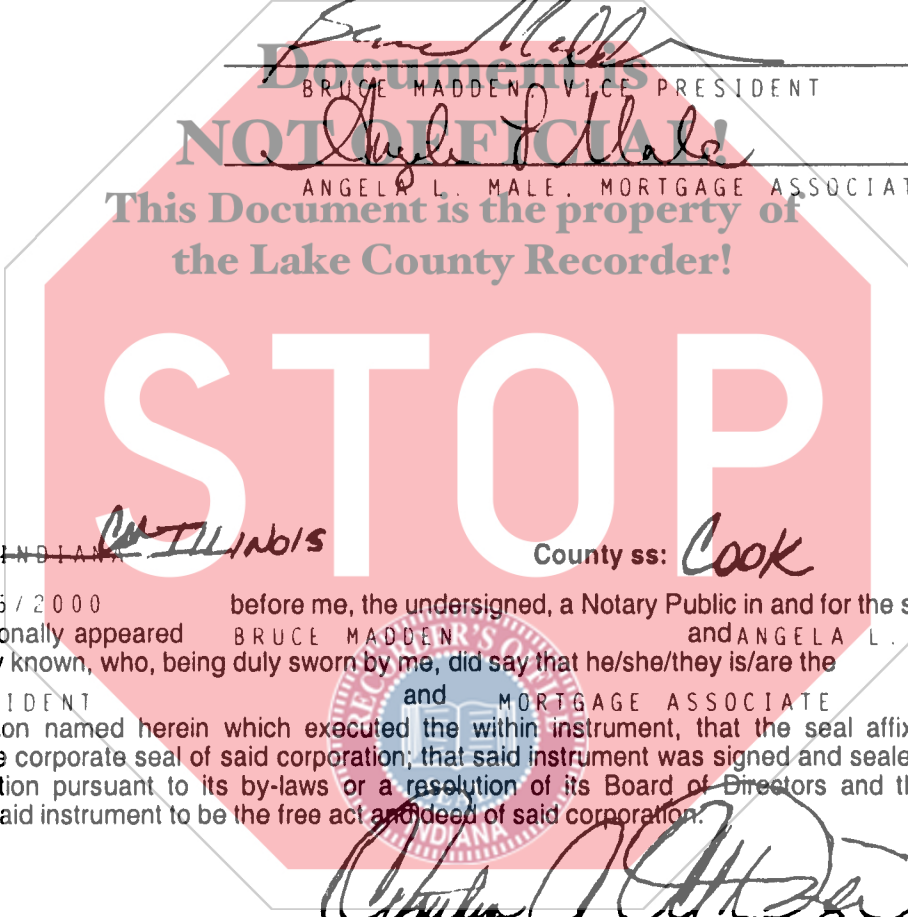 Document is
BRUCE MADDEN, VICE PRESIDENT
NOT OFFICIAL!
ANGELA L. MALE, MORTGAGE ASSOCIAT
This Document is the property of
the Lake County Recorder!
STOP
INDIANA ILLINOIS County ss: Cook
/2000 before me, the undersigned, a Notary Public in and for the s
onally appeared BRUCE MADDEN and ANGELA L.
known, who, being duly sworn by me, did say that he/she/they is/are the
IDENT and MORTGAGE ASSOCIATE
on named herein which executed the within instrument, that the seal affix
e corporate seal of said corporation, that said instrument was signed and seale
tion pursuant to its by-laws or a resolution of its Board of Directors and th
aid instrument to be the free act and deed of said corporation.
RECORDER'S OFFICE
SEAL
INDIANA